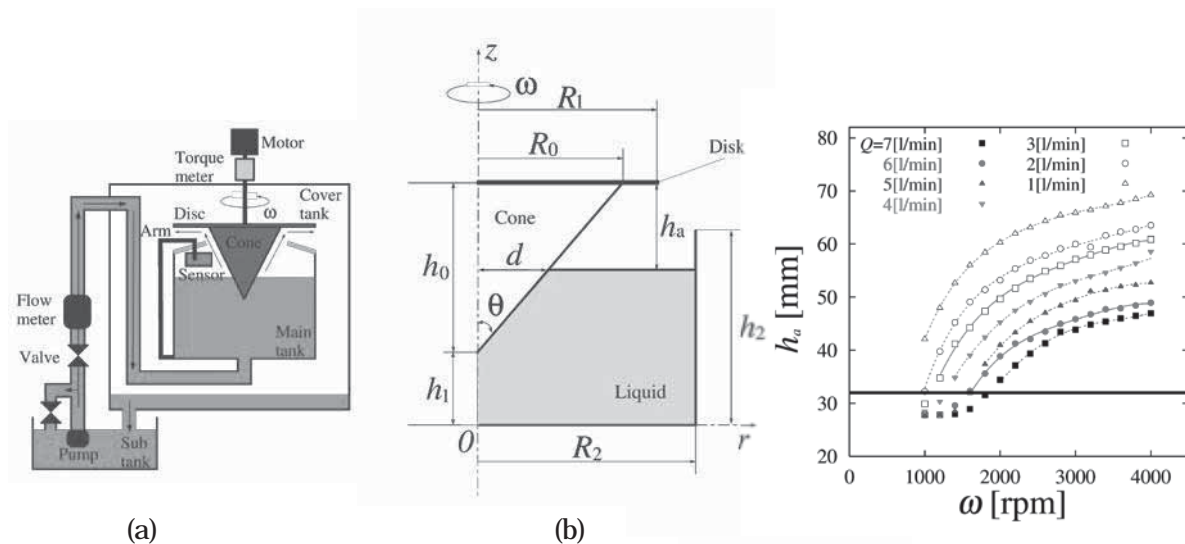 Motor
Torque
meter
Disc
ω
Cover
tank
Arm
Cone
Sensor
Flow
meter
Main
tank
Valve
Pump
Sub
tank
(a)
z
ω
R₁
R₀
Disk
Cone
hₐ
h₀
d
θ
h₂
h₁
Liquid
O
r
R₂
(b)
hₐ [mm]
80
70
60
50
40
30
20
Q=7[l/min]
6[l/min]
5[l/min]
4[l/min]
3[l/min]
2[l/min]
1[l/min]
0
1000
2000
3000
4000
ω [rpm]